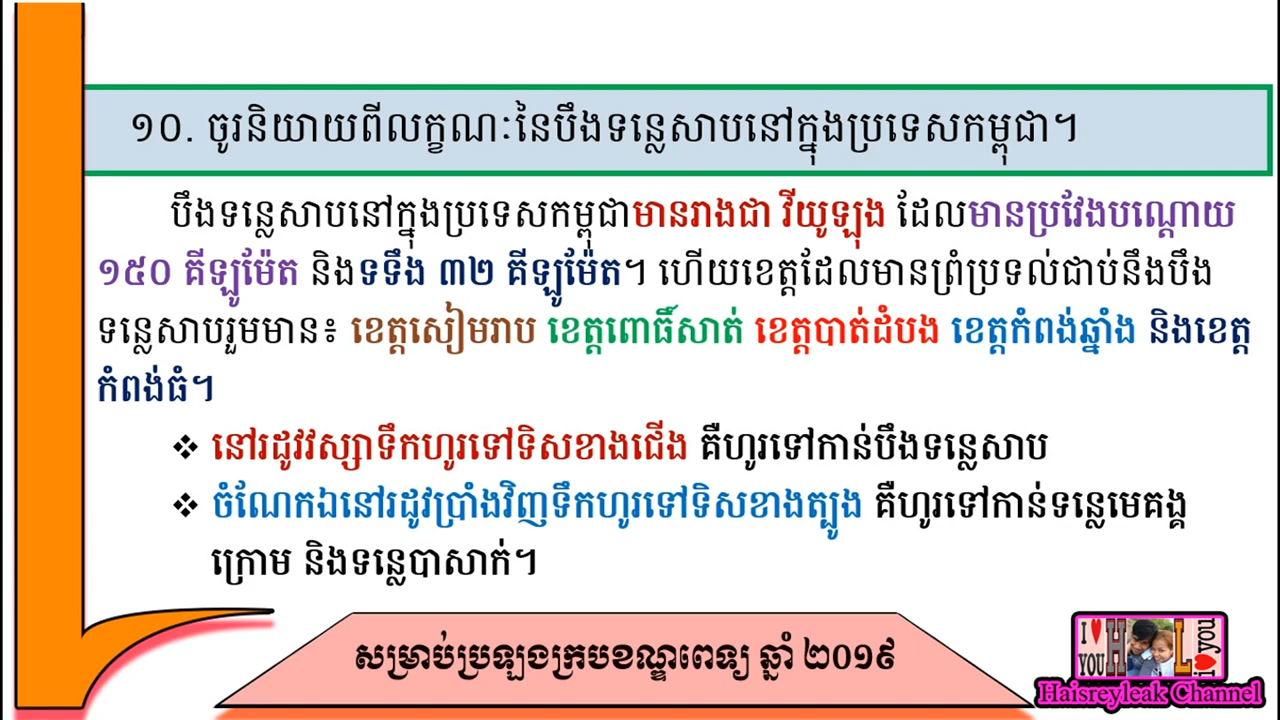 ១០. ចូរនិយាយពីលក្ខណៈនៃបឹងទន្លេសាបនៅក្នុងប្រទេសកម្ពុជា។
បឹងទន្លេសាបនៅក្នុងប្រទេសកម្ពុជាមានរាងជា វីយូឡុង ដែលមានប្រវែងបណ្តោយ
១៥០ គីឡូម៉ែត និងទទឹង ៣២ គីឡូម៉ែត។ ហើយខេត្តដែលមានព្រំប្រទល់ជាប់នឹងបឹង
ទន្លេសាបរួមមាន៖ ខេត្តសៀមរាប ខេត្តពោធិ៍សាត់ ខេត្តបាត់ដំបង ខេត្តកំពង់ឆ្នាំង និងខេត្ត
កំពង់ធំ។
❖ នៅរដូវវស្សាទឹកហូរទៅទិសខាងជើង គឺហូរទៅកាន់បឹងទន្លេសាប
❖ ចំណែកឯនៅរដូវប្រាំងវិញទឹកហូរទៅទិសខាងត្បូង គឺហូរទៅកាន់ទន្លេមេគង្គ
ក្រោម និងទន្លេបាសាក់។
សម្រាប់ប្រឡងក្របខណ្ឌពេទ្យ ឆ្នាំ ២០១៩
I ♥ YOU H L i ♥ you
Haisreyleak Channel